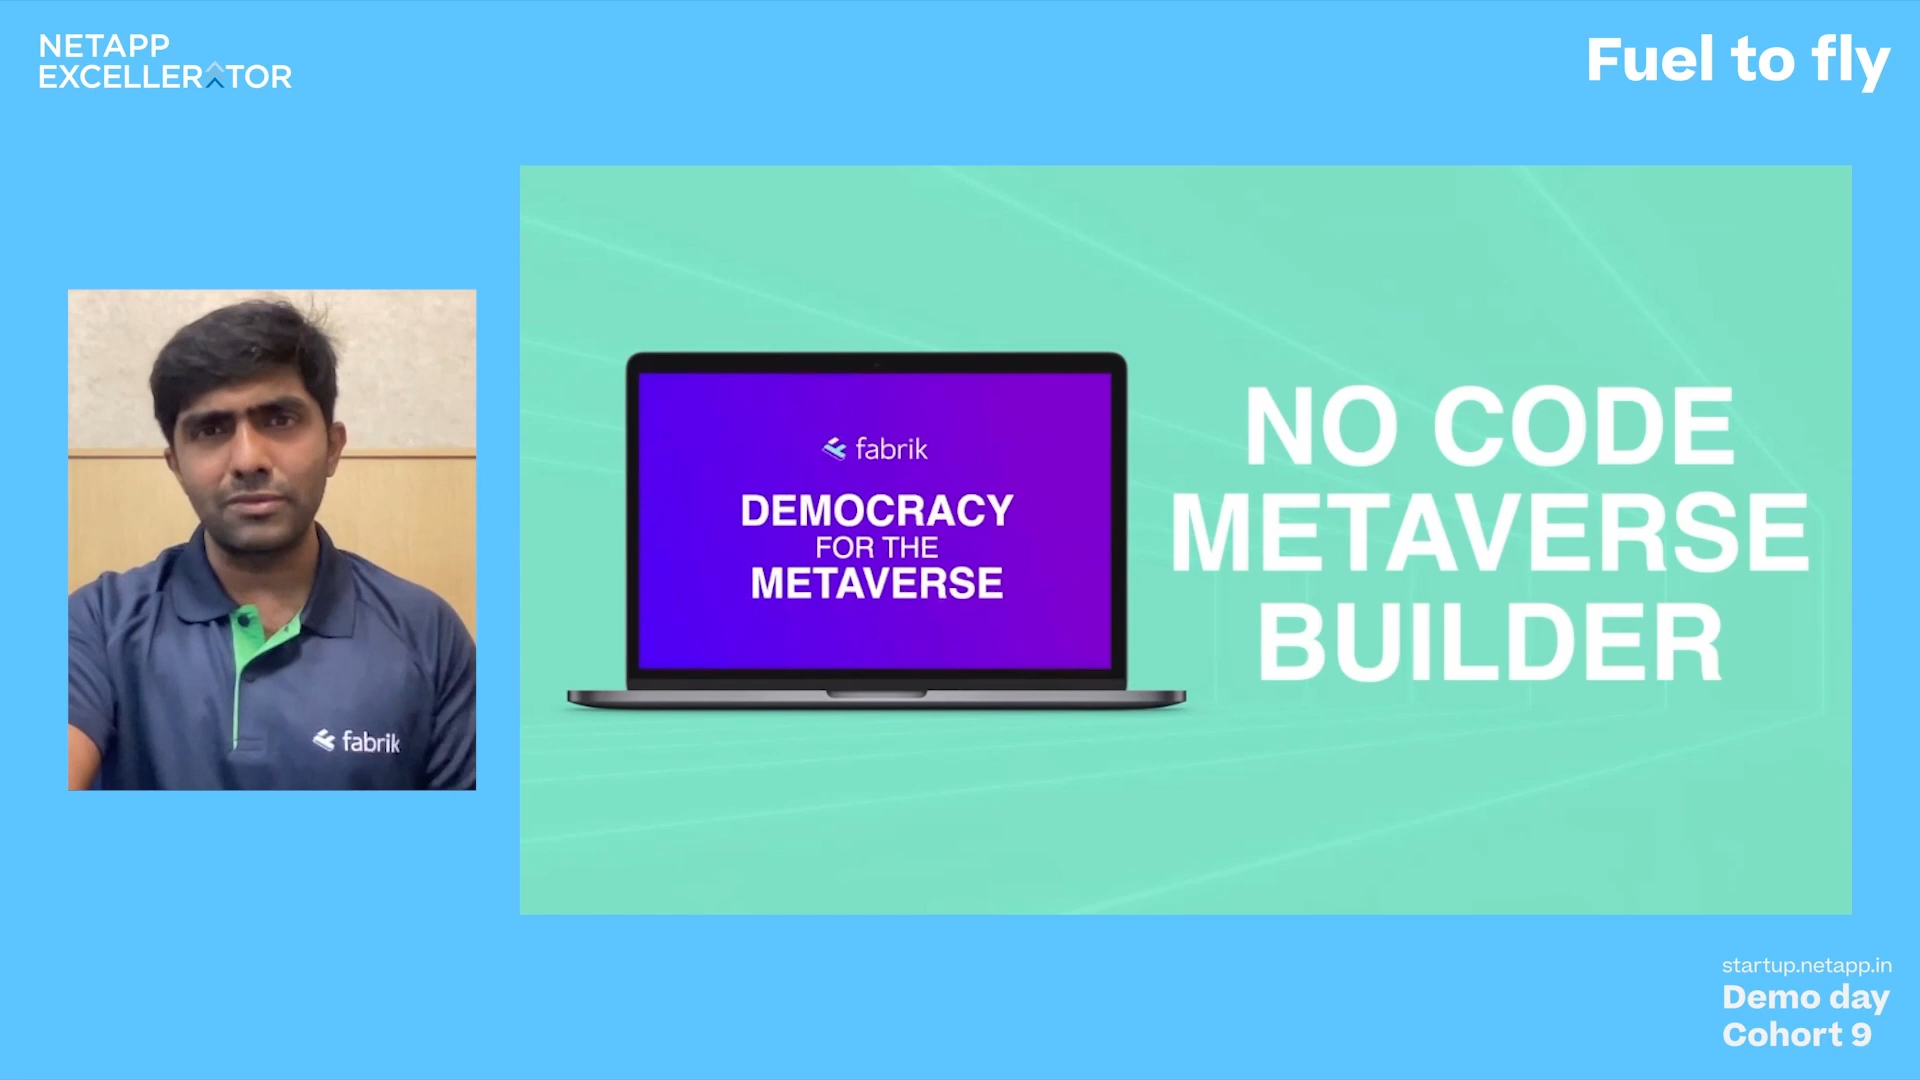 NETAPP
EXCELLERATOR
Fuel to fly
fabrik
DEMOCRACY
FOR THE
METAVERSE
NO CODE
METAVERSE
BUILDER
fabrik
startup.netapp.in
Demo day
Cohort 9